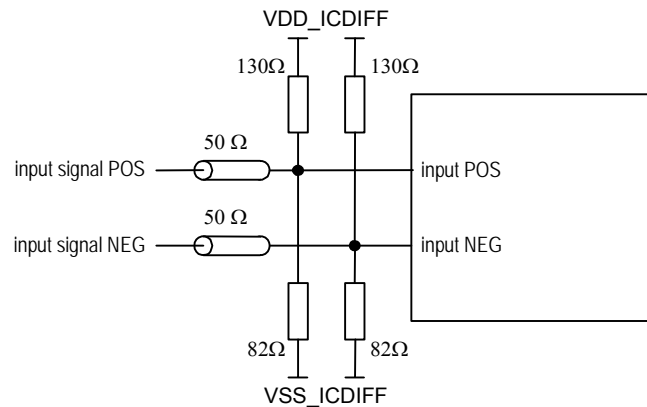 VDD_ICDIFF
130Ω 130Ω
50 Ω
input signal POS input POS
50 Ω
input signal NEG input NEG
82Ω 82Ω
VSS_ICDIFF